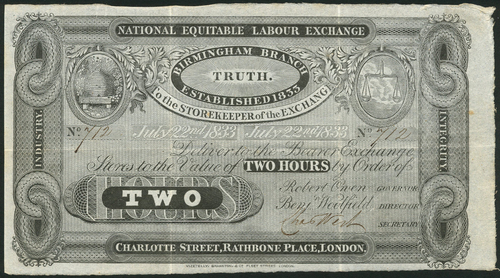 NATIONAL EQUITABLE LABOUR EXCHANGE
BIRMINGHAM BRANCH
TRUTH.
ESTABLISHED 1833
To the STOREKEEPER of the EXCHANG
INDUSTRY
INTEGRITY
No. 712 July 22nd 1833 July 22nd 1833 No. 712
Deliver to the Bearer Exchange
Stores to the Value of TWO HOURS by Order of
Robert Owen GOVERNOR
HOURS
TWO
Benj Woolfield DIRECTOR
SECRETARY
CHARLOTTE STREET, RATHBONE PLACE, LONDON.